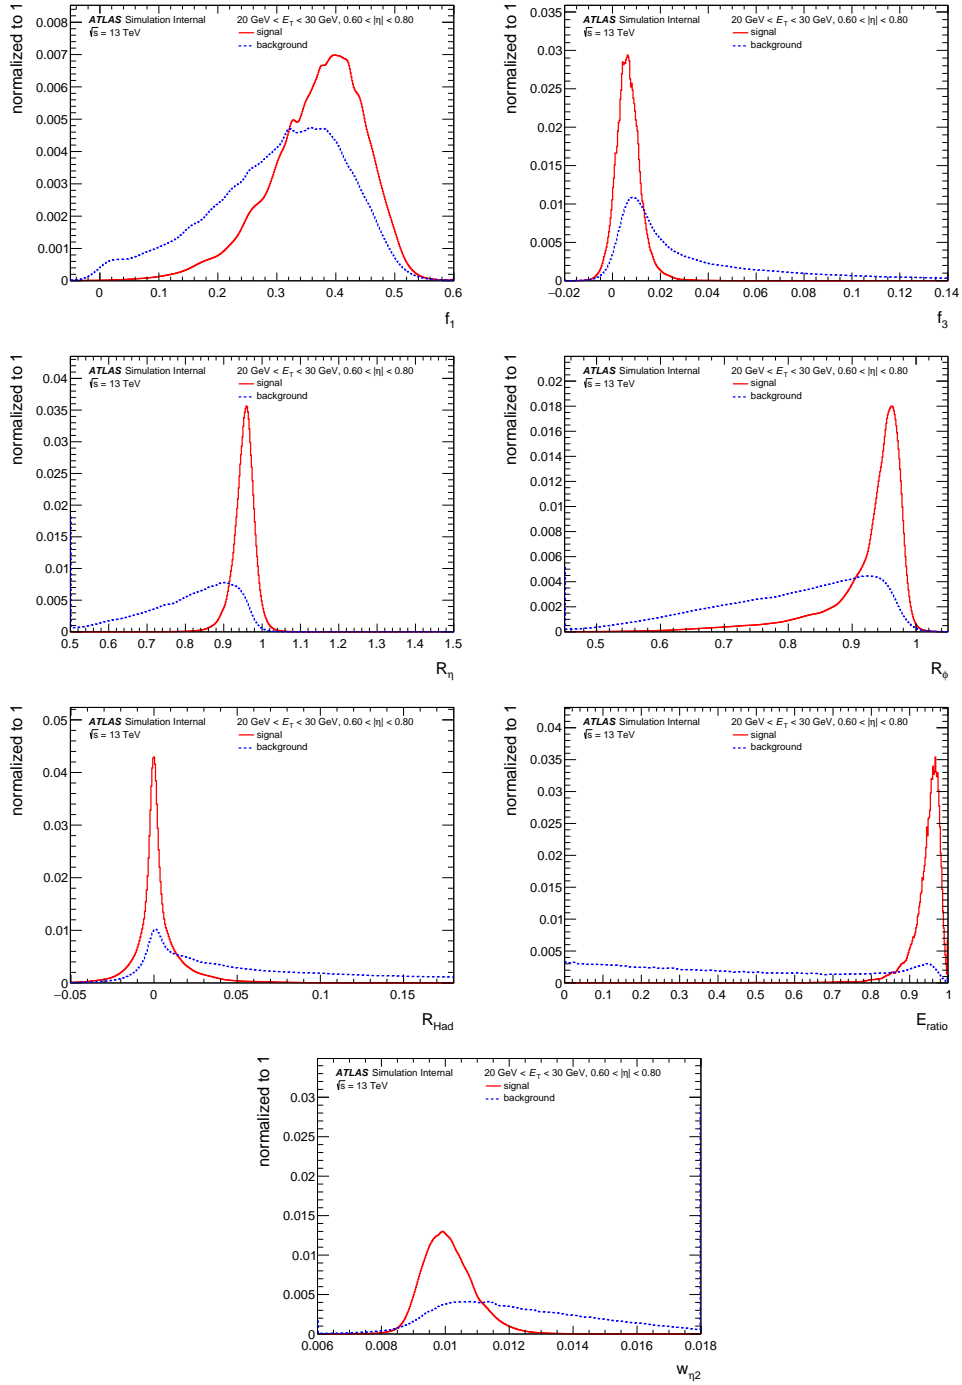 normalized to 1
ATLAS Simulation Internal
√s = 13 TeV
20 GeV < E_T < 30 GeV, 0.60 < |η| < 0.80
signal
background
0.008
0.007
0.006
0.005
0.004
0.003
0.002
0.001
0
0 0.1 0.2 0.3 0.4 0.5 0.6
f_1
normalized to 1
ATLAS Simulation Internal
√s = 13 TeV
20 GeV < E_T < 30 GeV, 0.60 < |η| < 0.80
signal
background
0.035
0.03
0.025
0.02
0.015
0.01
0.005
0
−0.02 0 0.02 0.04 0.06 0.08 0.1 0.12 0.14
f_3
normalized to 1
ATLAS Simulation Internal
√s = 13 TeV
20 GeV < E_T < 30 GeV, 0.60 < |η| < 0.80
signal
background
0.04
0.035
0.03
0.025
0.02
0.015
0.01
0.005
0
0.5 0.6 0.7 0.8 0.9 1 1.1 1.2 1.3 1.4 1.5
R_η
normalized to 1
ATLAS Simulation Internal
√s = 13 TeV
20 GeV < E_T < 30 GeV, 0.60 < |η| < 0.80
signal
background
0.02
0.018
0.016
0.014
0.012
0.01
0.008
0.006
0.004
0.002
0
0.5 0.6 0.7 0.8 0.9 1
R_ϕ
normalized to 1
ATLAS Simulation Internal
√s = 13 TeV
20 GeV < E_T < 30 GeV, 0.60 < |η| < 0.80
signal
background
0.05
0.04
0.03
0.02
0.01
0
−0.05 0 0.05 0.1 0.15
R_Had
normalized to 1
ATLAS Simulation Internal
√s = 13 TeV
20 GeV < E_T < 30 GeV, 0.60 < |η| < 0.80
signal
background
0.04
0.035
0.03
0.025
0.02
0.015
0.01
0.005
0
0 0.1 0.2 0.3 0.4 0.5 0.6 0.7 0.8 0.9 1
E_ratio
normalized to 1
ATLAS Simulation Internal
√s = 13 TeV
20 GeV < E_T < 30 GeV, 0.60 < |η| < 0.80
signal
background
0.03
0.025
0.02
0.015
0.01
0.005
0
0.006 0.008 0.01 0.012 0.014 0.016 0.018
w_η2